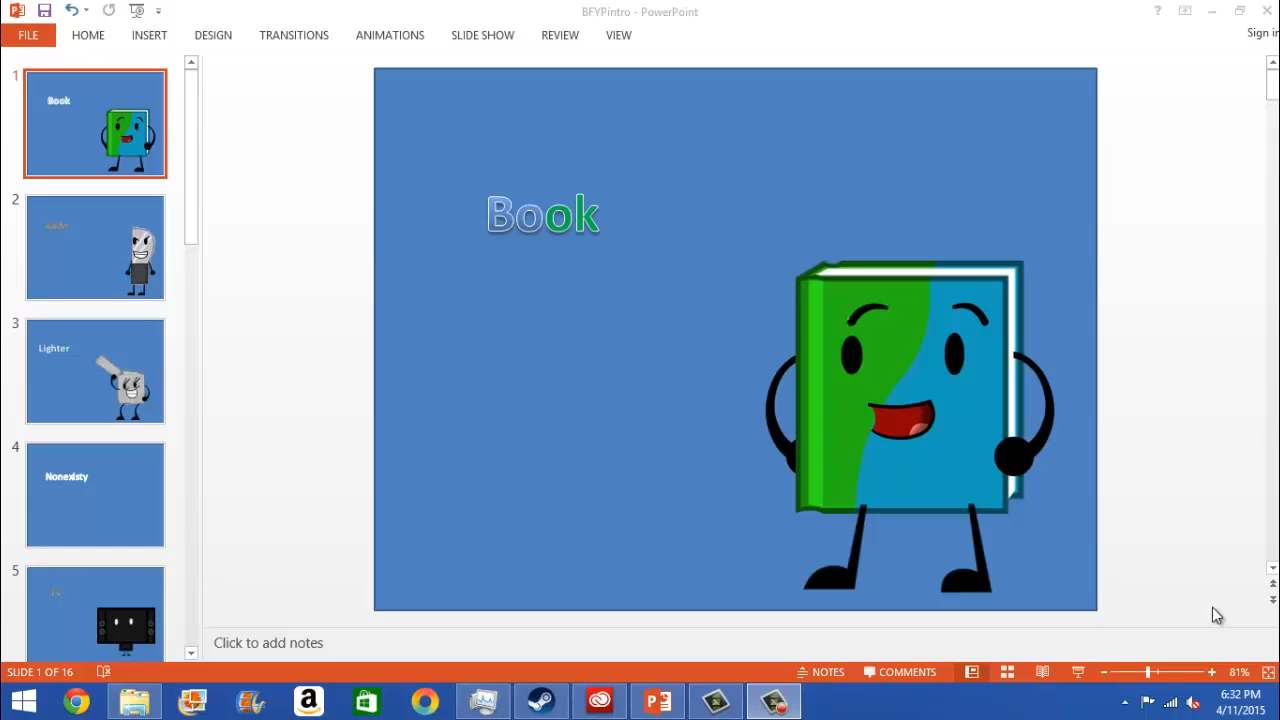 BFYPintro - PowerPoint
?
FILE
HOME
INSERT
DESIGN
TRANSITIONS
ANIMATIONS
SLIDE SHOW
REVIEW
VIEW
Sign in
1
Book
2
3
Lighter
4
Nonexisty
5
Book
Click to add notes
SLIDE 1 OF 16
NOTES
COMMENTS
81%
6:32 PM
4/11/2015